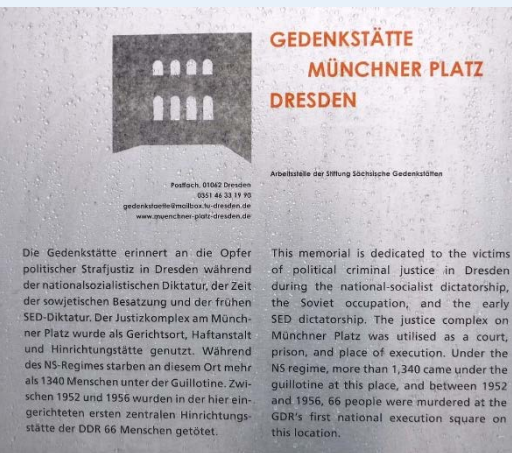 GEDENKSTÄTTE
MÜNCHNER PLATZ
DRESDEN
Arbeitsstelle der Stiftung Sächsische Gedenkstätten
Postfach, 01062 Dresden
0351 46 33 19 90
gedenkstaette@mailbox.tu-dresden.de
www.muenchner-platz-dresden.de
Die Gedenkstätte erinnert an die Opfer
politischer Strafjustiz in Dresden während
der nationalsozialistischen Diktatur, der Zeit
der sowjetischen Besatzung und der frühen
SED-Diktatur. Der Justizkomplex am Münch-
ner Platz wurde als Gerichtsort, Haftanstalt
und Hinrichtungstätte genutzt. Während
des NS-Regimes starben an diesem Ort mehr
als 1340 Menschen unter der Guillotine. Zwi-
schen 1952 und 1956 wurden in der hier ein-
gerichteten ersten zentralen Hinrichtungs-
stätte der DDR 66 Menschen getötet.
This memorial is dedicated to the victims
of political criminal justice in Dresden
during the national-socialist dictatorship,
the Soviet occupation, and the early
SED dictatorship. The justice complex on
Münchner Platz was utilised as a court,
prison, and place of execution. Under the
NS regime, more than 1,340 came under the
guillotine at this place, and between 1952
and 1956, 66 people were murdered at the
GDR's first national execution square on
this location.